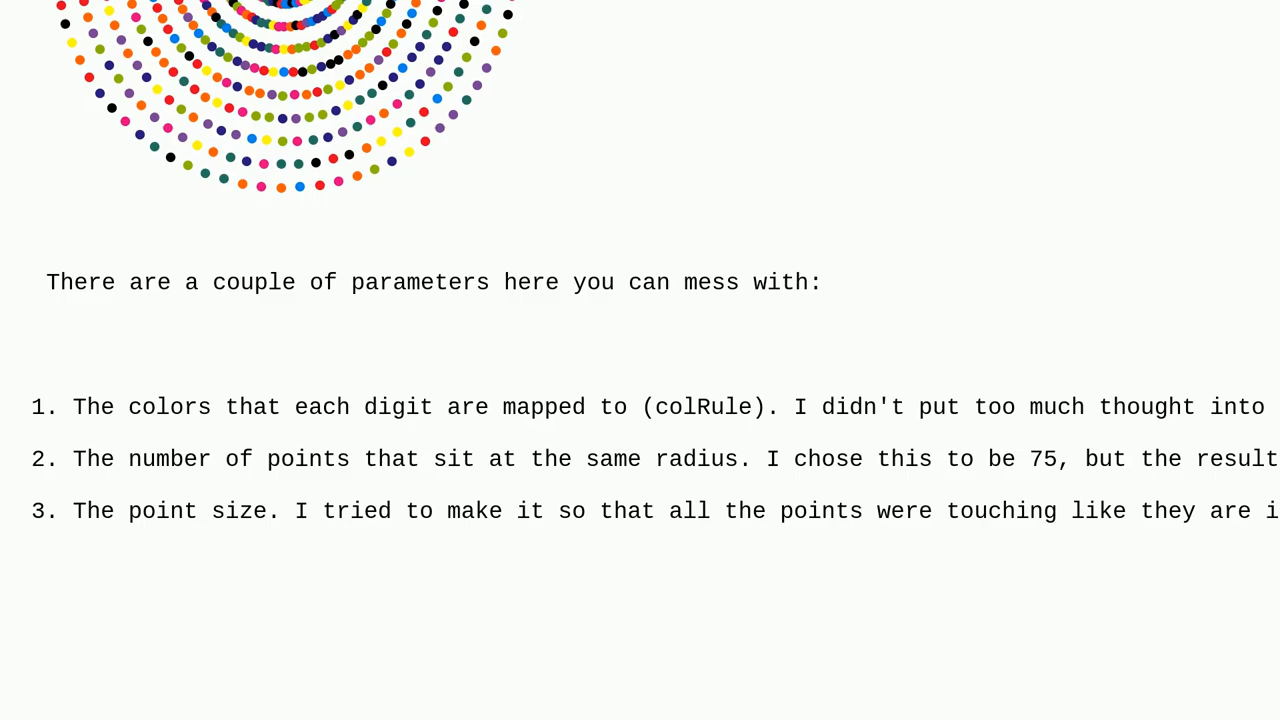 There are a couple of parameters here you can mess with:
1. The colors that each digit are mapped to (colRule). I didn't put too much thought into
2. The number of points that sit at the same radius. I chose this to be 75, but the result
3. The point size. I tried to make it so that all the points were touching like they are i